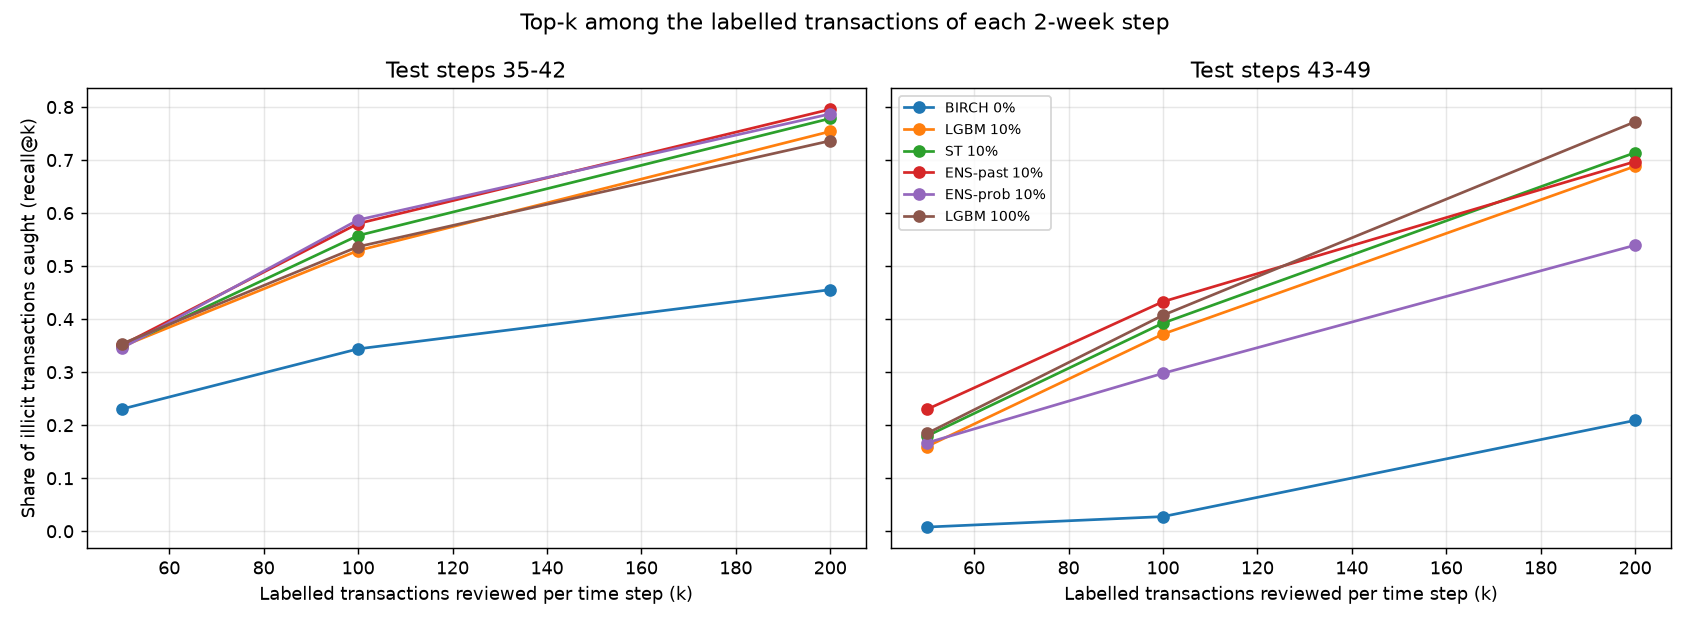 Top-k among the labelled transactions of each 2-week step
Test steps 35-42
Share of illicit transactions caught (recall@k)
0.8
0.7
0.6
0.5
0.4
0.3
0.2
0.1
0.0
60 80 100 120 140 160 180 200
Labelled transactions reviewed per time step (k)
Test steps 43-49
BIRCH 0%
LGBM 10%
ST 10%
ENS-past 10%
ENS-prob 10%
LGBM 100%
60 80 100 120 140 160 180 200
Labelled transactions reviewed per time step (k)